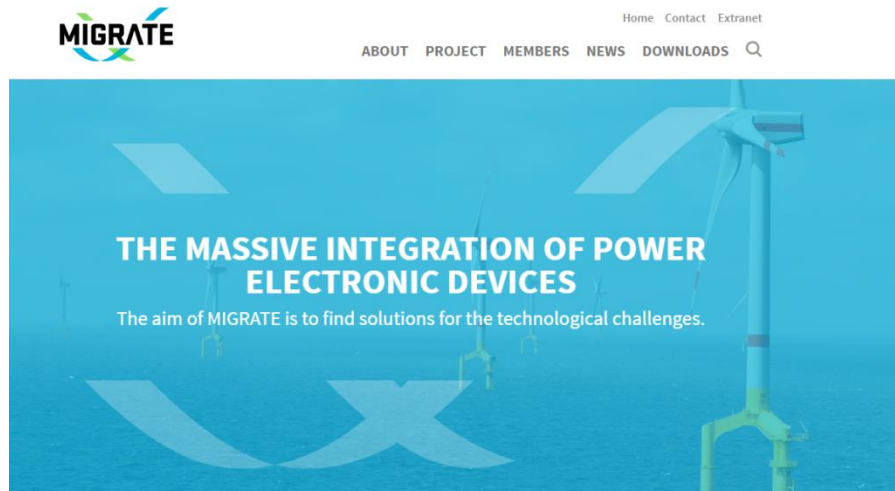 MIGRATE
Home Contact Extranet
ABOUT PROJECT MEMBERS NEWS DOWNLOADS
THE MASSIVE INTEGRATION OF POWER
ELECTRONIC DEVICES
The aim of MIGRATE is to find solutions for the technological challenges.